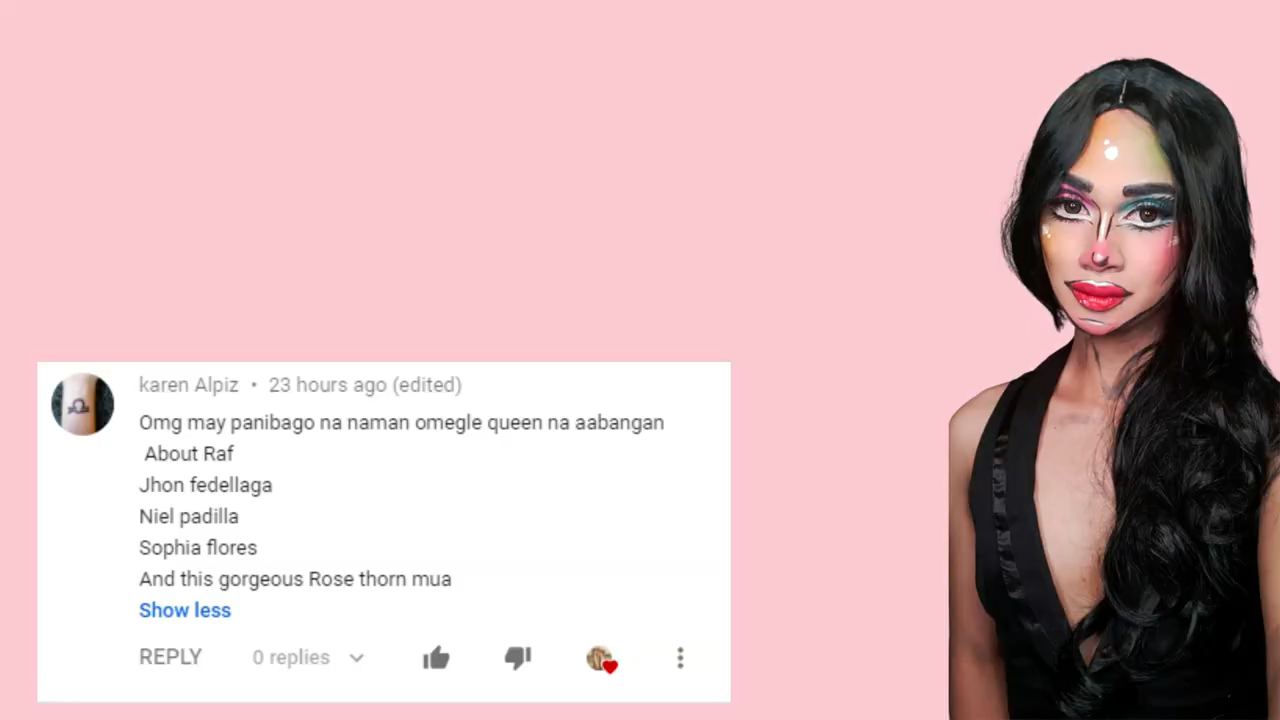 karen Alpiz • 23 hours ago (edited)
Omg may panibago na naman omegle queen na aabangan
About Raf
Jhon fedellaga
Niel padilla
Sophia flores
And this gorgeous Rose thorn mua
Show less
REPLY 0 replies